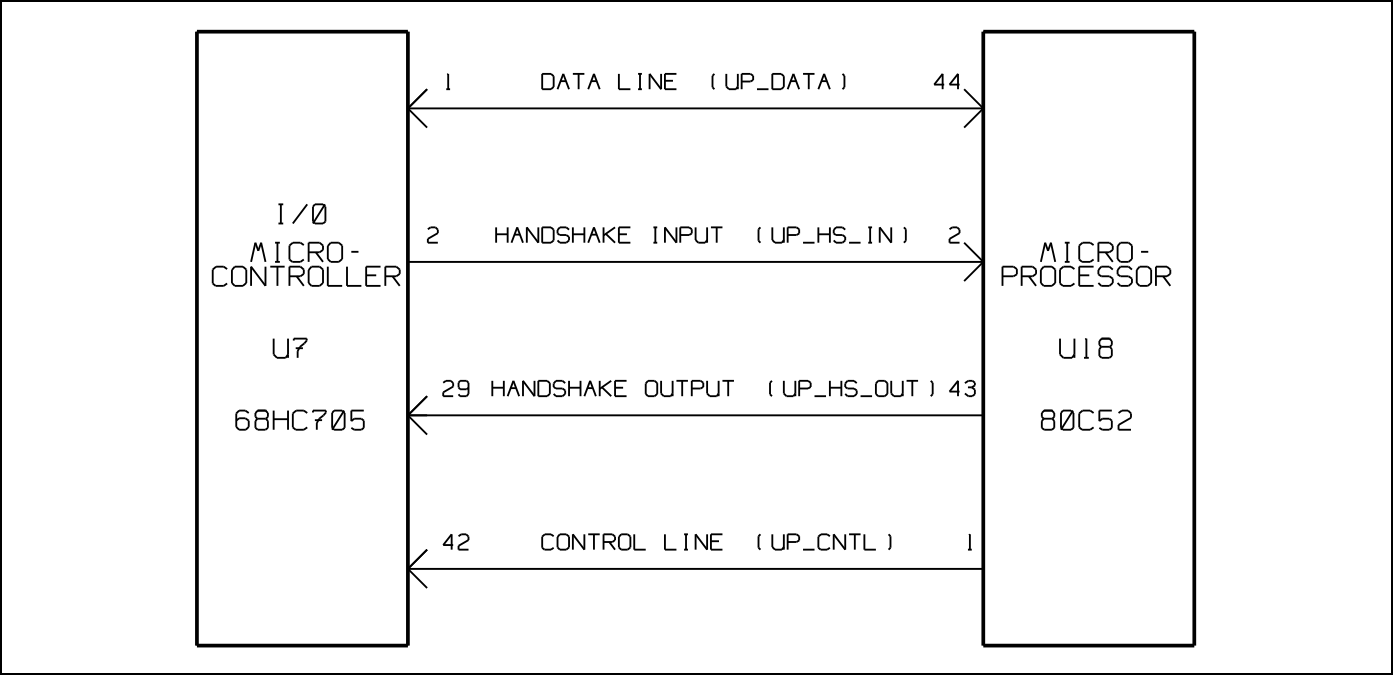 1 DATA LINE (UP_DATA) 44
I/O
MICRO-
CONTROLLER
2 HANDSHAKE INPUT (UP_HS_IN) 2
MICRO-
PROCESSOR
U7
U18
29 HANDSHAKE OUTPUT (UP_HS_OUT) 43
68HC705
80C52
42 CONTROL LINE (UP_CNTL) 1